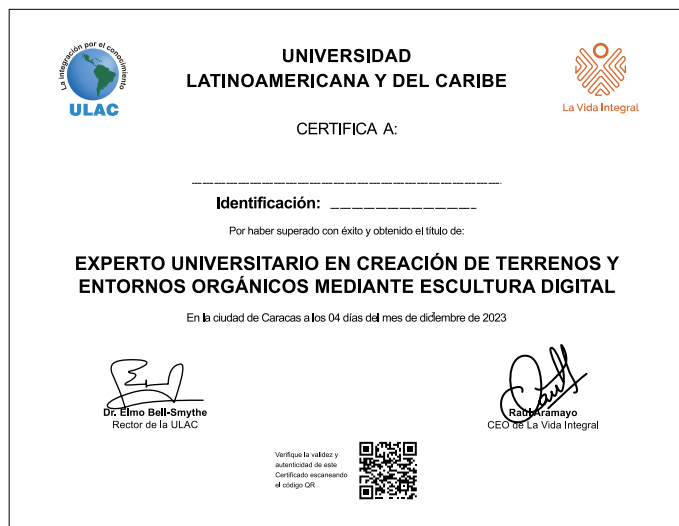 La integración por el conocimiento
ULAC
UNIVERSIDAD
LATINOAMERICANA Y DEL CARIBE
La Vida Integral
CERTIFICA A:
Identificación:
Por haber superado con éxito y obtenido el título de:
EXPERTO UNIVERSITARIO EN CREACIÓN DE TERRENOS Y
ENTORNOS ORGÁNICOS MEDIANTE ESCULTURA DIGITAL
En la ciudad de Caracas a los 04 días del mes de diciembre de 2023
Dr. Elmo Bell-Smythe
Rector de la ULAC
Raúl Aramayo
CEO de La Vida Integral
Verifique la validez y
autenticidad de este
Certificado escaneando
el código QR